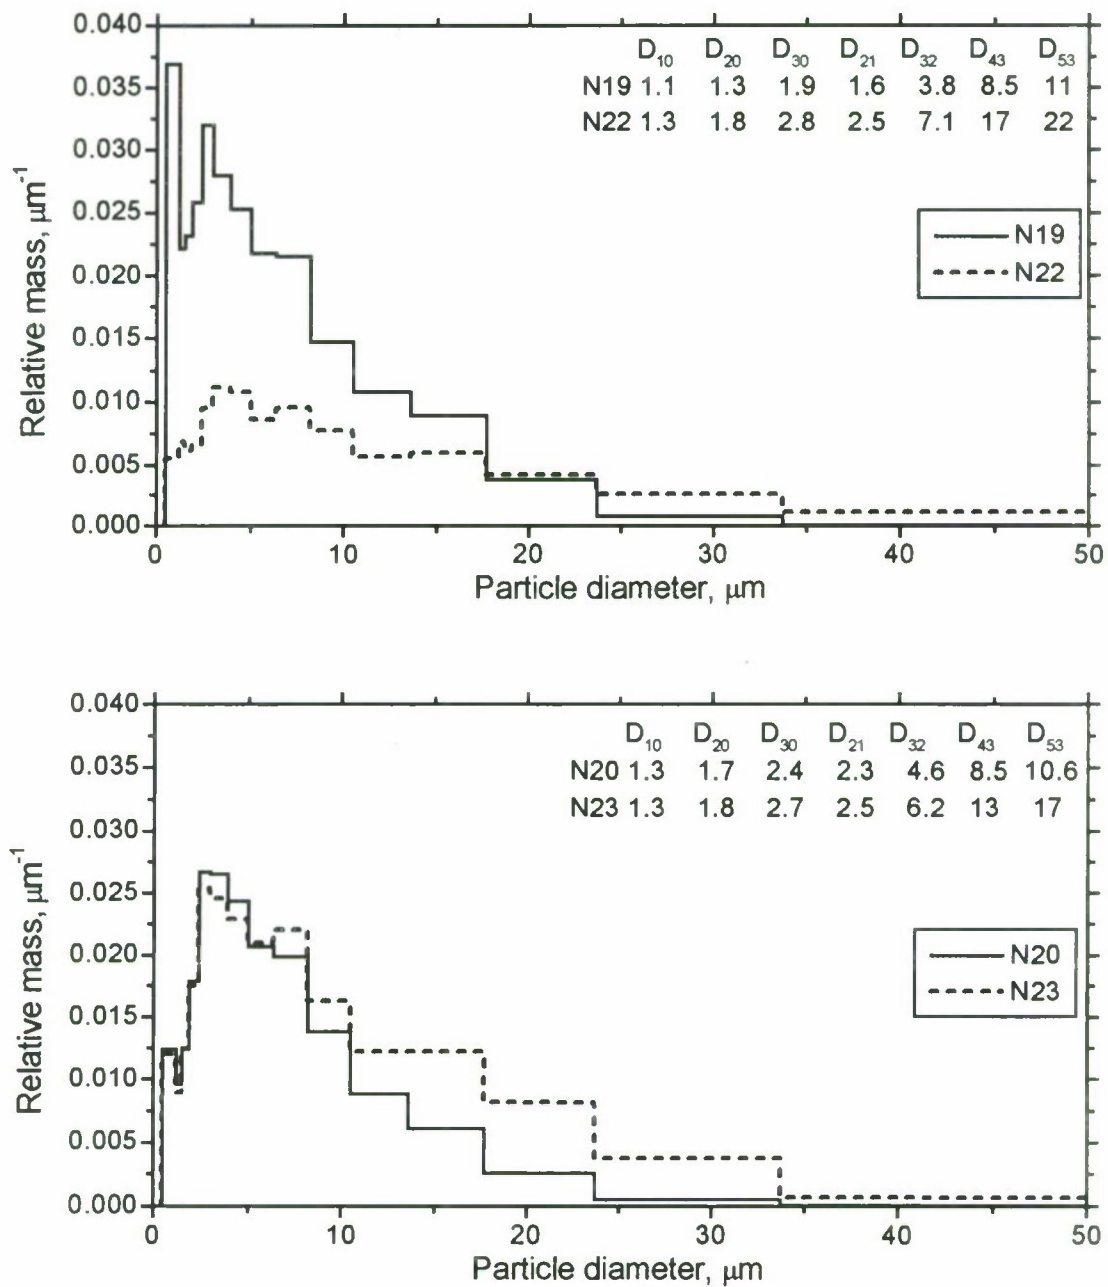 0.040
0.035
0.030
0.025
0.020
0.015
0.010
0.005
0.000
Relative mass, μm⁻¹
D₁₀ D₂₀ D₃₀ D₂₁ D₃₂ D₄₃ D₅₃
N19 1.1 1.3 1.9 1.6 3.8 8.5 11
N22 1.3 1.8 2.8 2.5 7.1 17 22
N19
N22
0 10 20 30 40 50
Particle diameter, μm
0.040
0.035
0.030
0.025
0.020
0.015
0.010
0.005
0.000
Relative mass, μm⁻¹
D₁₀ D₂₀ D₃₀ D₂₁ D₃₂ D₄₃ D₅₃
N20 1.3 1.7 2.4 2.3 4.6 8.5 10.6
N23 1.3 1.8 2.7 2.5 6.2 13 17
N20
N23
0 10 20 30 40 50
Particle diameter, μm